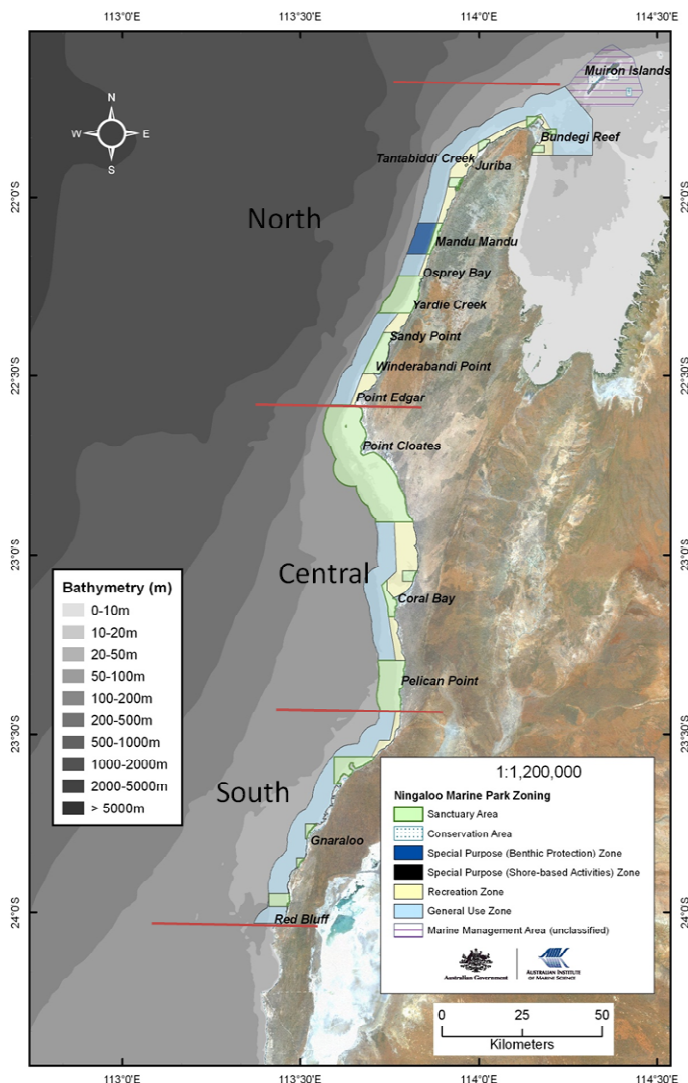 113°0'E 113°30'E 114°0'E 114°30'E
Muiron Islands
N
W E
S
Bundegi Reef
Tantabiddi Creek
Juriba
22°0'S 22°0'S
North
Mandu Mandu
Osprey Bay
Yardie Creek
Sandy Point
Winderabandi Point
22°30'S 22°30'S
Point Edgar
Point Cloates
23°0'S 23°0'S
Central
Coral Bay
Pelican Point
23°30'S 23°30'S
South
Gnaraloo
Red Bluff
24°0'S 24°0'S
Bathymetry (m)
0-10m
10-20m
20-50m
50-100m
100-200m
200-500m
500-1000m
1000-2000m
2000-5000m
> 5000m
1:1,200,000
Ningaloo Marine Park Zoning
Sanctuary Area
Conservation Area
Special Purpose (Benthic Protection) Zone
Special Purpose (Shore-based Activities) Zone
Recreation Zone
General Use Zone
Marine Management Area (unclassified)
Australian Government
AUSTRALIAN INSTITUTE
OF MARINE SCIENCE
0 25 50
Kilometers
113°0'E 113°30'E 114°0'E 114°30'E